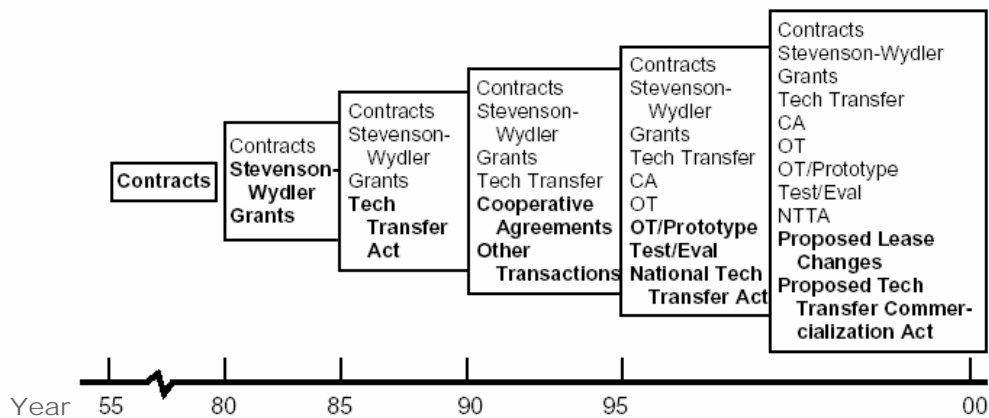 Contracts
Contracts
Stevenson-
Wydler
Grants
Contracts
Stevenson-
Wydler
Grants
Tech
Transfer
Act
Contracts
Stevenson-
Wydler
Grants
Tech Transfer
Cooperative
Agreements
Other
Transactions
Contracts
Stevenson-
Wydler
Grants
Tech Transfer
CA
OT
OT/Prototype
Test/Eval
National Tech
Transfer Act
Contracts
Stevenson-Wydler
Grants
Tech Transfer
CA
OT
OT/Prototype
Test/Eval
NTTA
Proposed Lease
Changes
Proposed Tech
Transfer Commer-
cialization Act
Year 55 80 85 90 95 00